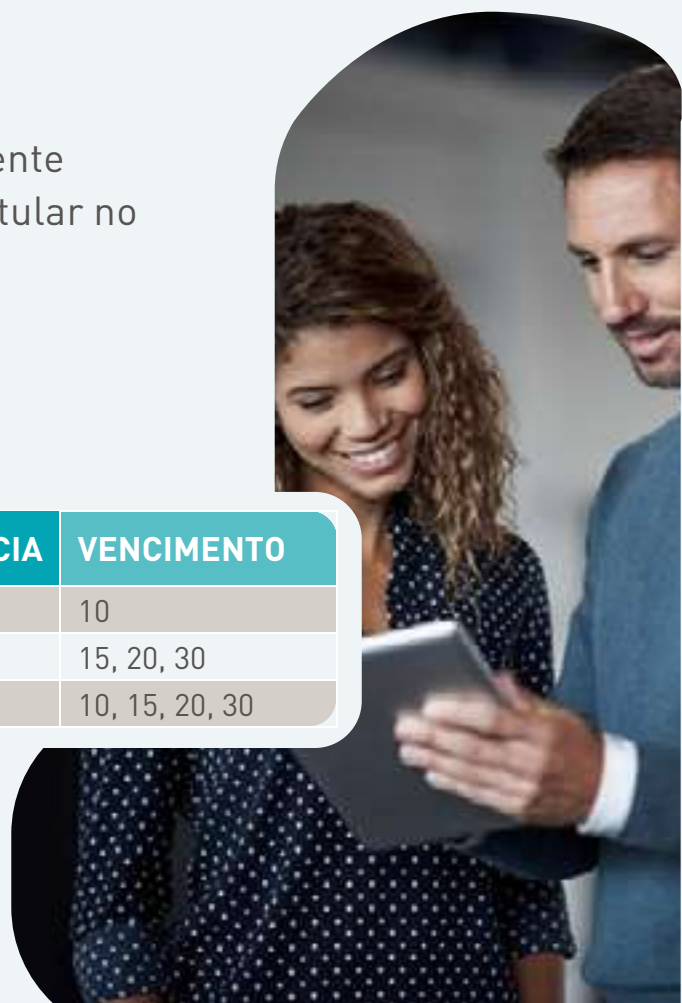 ente
tular no
CIA VENCIMENTO
10
15, 20, 30
10, 15, 20, 30